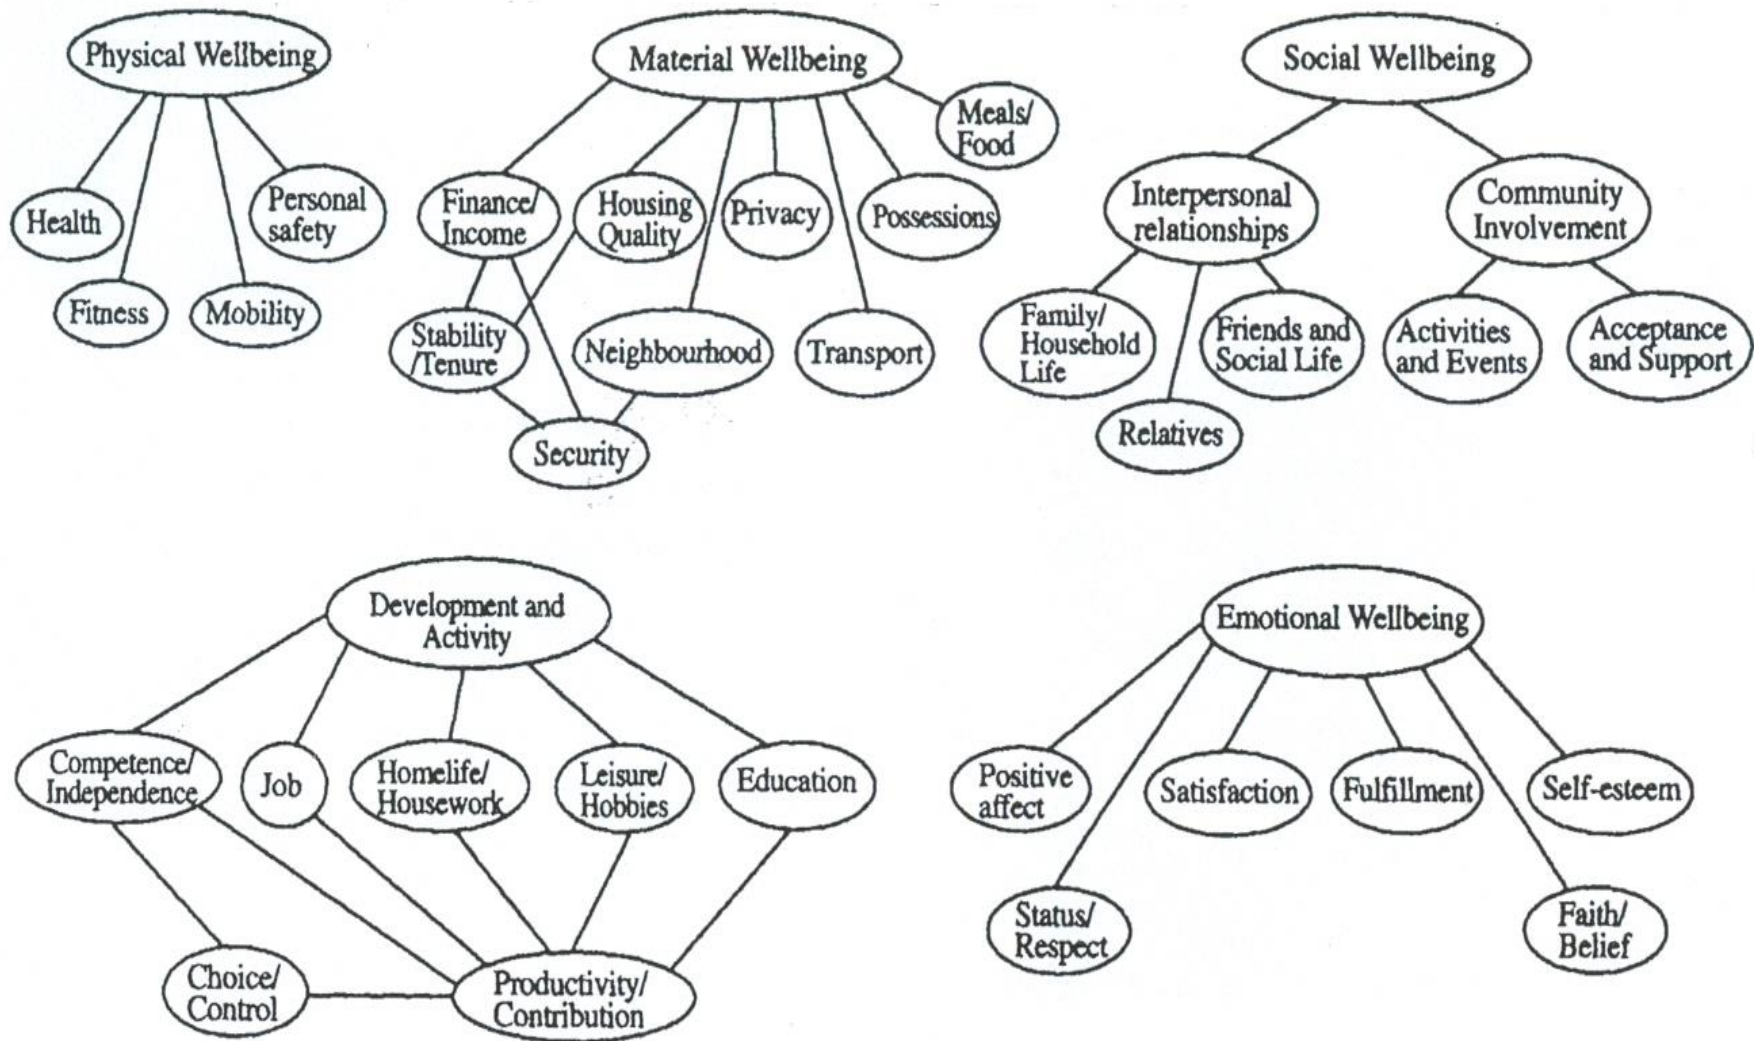 Physical Wellbeing
Health
Fitness
Mobility
Personal
safety
Material Wellbeing
Finance/
Income
Housing
Quality
Privacy
Possessions
Meals/
Food
Stability
/Tenure
Neighbourhood
Transport
Security
Social Wellbeing
Interpersonal
relationships
Community
Involvement
Family/
Household
Life
Relatives
Friends and
Social Life
Activities
and Events
Acceptance
and Support
Development and
Activity
Competence/
Independence
Job
Homelife/
Housework
Leisure/
Hobbies
Education
Choice/
Control
Productivity/
Contribution
Emotional Wellbeing
Positive
affect
Satisfaction
Fulfillment
Self-esteem
Status/
Respect
Faith/
Belief